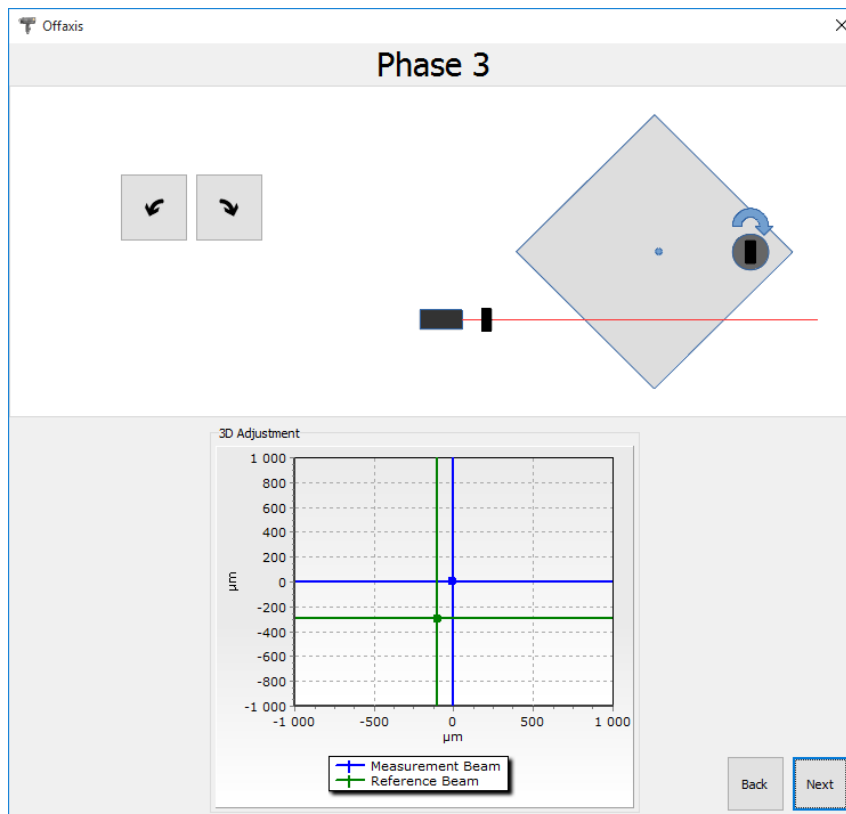 Offaxis
Phase 3
3D Adjustment
1 000
800
600
400
200
0
-200
-400
-600
-800
-1 000
µm
-1 000
-500
0
500
1 000
µm
Measurement Beam
Reference Beam
Back
Next